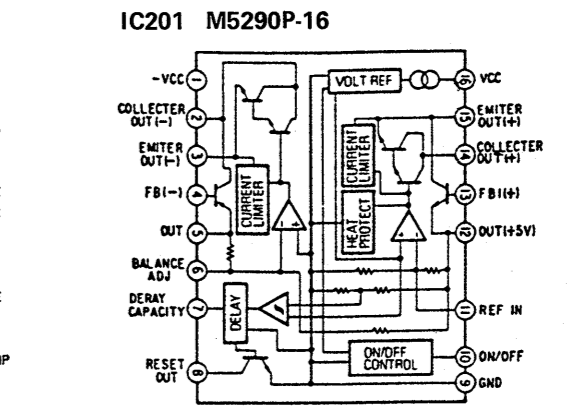 IC201 M5290P-16
-VCC 1
COLLECTER
OUT(-) 2
EMITER
OUT(-) 3
FB(-) 4
OUT 5
BALANCE
ADJ 6
DERAY
CAPACITY 7
RESET
OUT 8
VOLT REF
CURRENT
LIMITER
CURRENT
LIMITER
HEAT
PROTECT
- +
+ -
DELAY
ON/OFF
CONTROL
16 VCC
15 EMITER
OUT(+)
14 COLLECTER
OUT(+)
13 FB1(+)
12 OUT(+5V)
11 REF IN
10 ON/OFF
9 GND